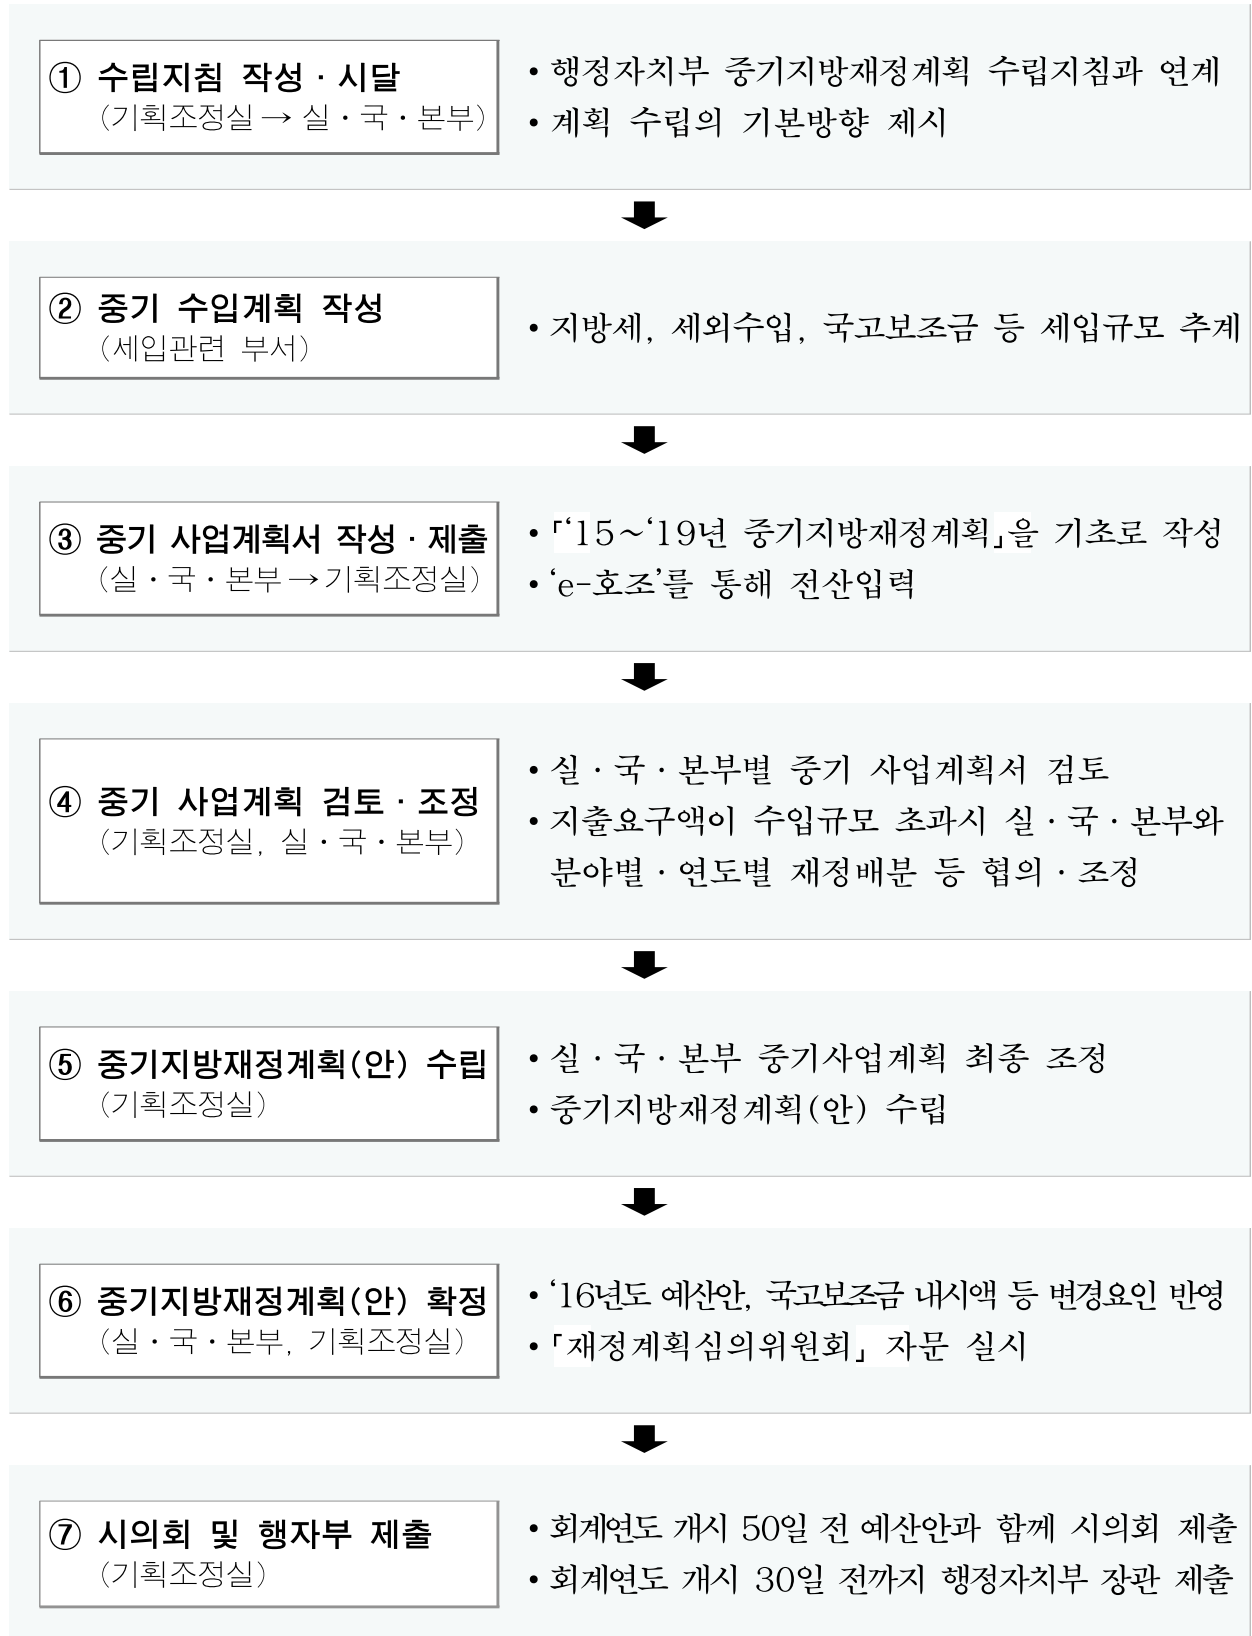 ① 수립지침 작성·시달
(기획조정실→ 실·국·본부)
• 행정자치부 중기지방재정계획 수립지침과 연계
• 계획 수립의 기본방향 제시
② 중기 수입계획 작성
(세입관련 부서)
• 지방세, 세외수입, 국고보조금 등 세입규모 추계
③ 중기 사업계획서 작성·제출
(실·국·본부→기획조정실)
• 「‘15~‘19년 중기지방재정계획」을 기초로 작성
• ‘e-호조’를 통해 전산입력
④ 중기 사업계획 검토·조정
(기획조정실, 실·국·본부)
• 실·국·본부별 중기 사업계획서 검토
• 지출요구액이 수입규모 초과시 실·국·본부와
분야별·연도별 재정배분 등 협의·조정
⑤ 중기지방재정계획(안) 수립
(기획조정실)
• 실·국·본부 중기사업계획 최종 조정
• 중기지방재정계획(안) 수립
⑥ 중기지방재정계획(안) 확정
(실·국·본부, 기획조정실)
• ‘16년도 예산안, 국고보조금 내시액 등 변경요인 반영
• 「재정계획심의위원회」 자문 실시
⑦ 시의회 및 행자부 제출
(기획조정실)
• 회계연도 개시 50일 전 예산안과 함께 시의회 제출
• 회계연도 개시 30일 전까지 행정자치부 장관 제출